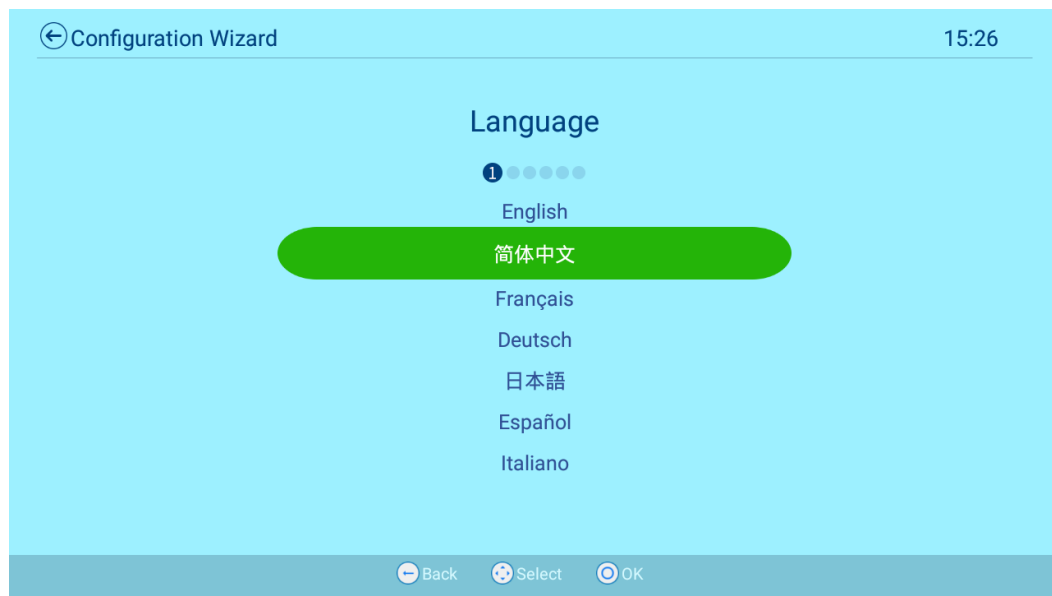 Configuration Wizard 15:26
Language
1
English
简体中文
Français
Deutsch
日本語
Español
Italiano
Back Select OK